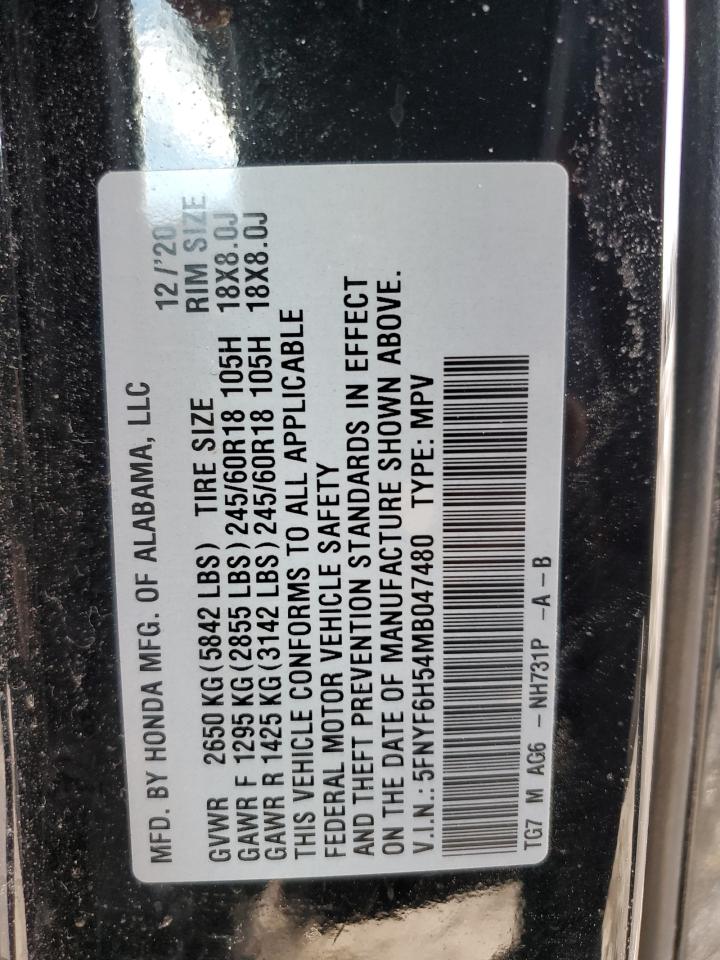 MFD. BY HONDA MFG. OF ALABAMA, LLC 12/'20
GVWR 2650 KG (5842 LBS) TIRE SIZE RIM SIZE
GAWR F 1295 KG (2855 LBS) 245/60R18 105H 18X8.0J
GAWR R 1425 KG (3142 LBS) 245/60R18 105H 18X8.0J
THIS VEHICLE CONFORMS TO ALL APPLICABLE
FEDERAL MOTOR VEHICLE SAFETY
AND THEFT PREVENTION STANDARDS IN EFFECT
ON THE DATE OF MANUFACTURE SHOWN ABOVE.
V.I.N.: 5FNYF6H54MB047480 TYPE: MPV
TG7 M AG6 -NH731P -A-B